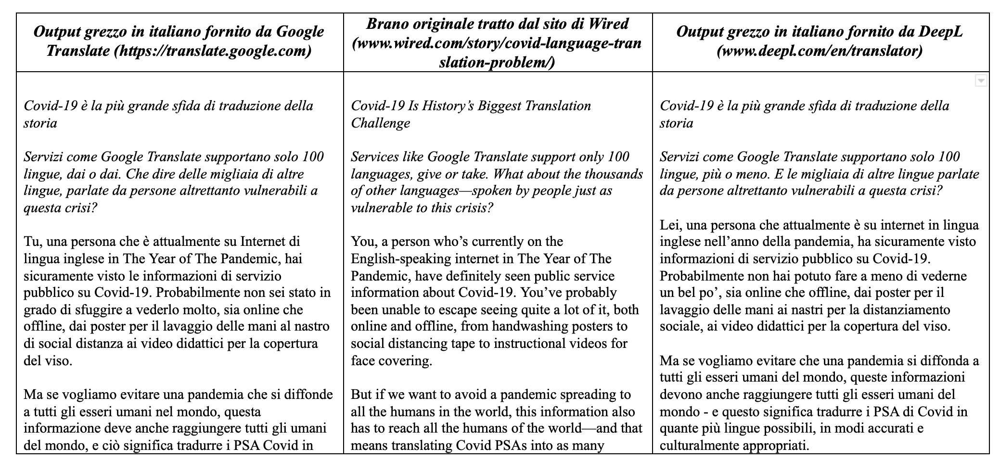 Output grezzo in italiano fornito da Google
Translate (https://translate.google.com)
Brano originale tratto dal sito di Wired
(www.wired.com/story/covid-language-tran
slation-problem/)
Output grezzo in italiano fornito da DeepL
(www.deepl.com/en/translator)
Covid-19 è la più grande sfida di traduzione della
storia
Servizi come Google Translate supportano solo 100
lingue, dai o dai. Che dire delle migliaia di altre
lingue, parlate da persone altrettanto vulnerabili a
questa crisi?
Tu, una persona che è attualmente su Internet di
lingua inglese in The Year of The Pandemic, hai
sicuramente visto le informazioni di servizio
pubblico su Covid-19. Probabilmente non sei stato in
grado di sfuggire a vederlo molto, sia online che
offline, dai poster per il lavaggio delle mani al nastro
di social distanza ai video didattici per la copertura
del viso.
Ma se vogliamo evitare una pandemia che si diffonde
a tutti gli esseri umani nel mondo, questa
informazione deve anche raggiungere tutti gli umani
del mondo, e ciò significa tradurre i PSA Covid in
Covid-19 Is History’s Biggest Translation
Challenge
Services like Google Translate support only 100
languages, give or take. What about the thousands
of other languages—spoken by people just as
vulnerable to this crisis?
You, a person who’s currently on the
English-speaking internet in The Year of The
Pandemic, have definitely seen public service
information about Covid-19. You’ve probably
been unable to escape seeing quite a lot of it, both
online and offline, from handwashing posters to
social distancing tape to instructional videos for
face covering.
But if we want to avoid a pandemic spreading to
all the humans in the world, this information also
has to reach all the humans of the world—and that
means translating Covid PSAs into as many
Covid-19 è la più grande sfida di traduzione della
storia
Servizi come Google Translate supportano solo 100
lingue, più o meno. E le migliaia di altre lingue parlate
da persone altrettanto vulnerabili a questa crisi?
Lei, una persona che attualmente è su internet in lingua
inglese nell’anno della pandemia, ha sicuramente visto
informazioni di servizio pubblico su Covid-19.
Probabilmente non hai potuto fare a meno di vederne
un bel po’, sia online che offline, dai poster per il
lavaggio delle mani ai nastri per la distanziamento
sociale, ai video didattici per la copertura del viso.
Ma se vogliamo evitare che una pandemia si diffonda a
tutti gli esseri umani del mondo, queste informazioni
devono anche raggiungere tutti gli esseri umani del
mondo - e questo significa tradurre i PSA di Covid in
quante più lingue possibili, in modi accurati e
culturalmente appropriati.